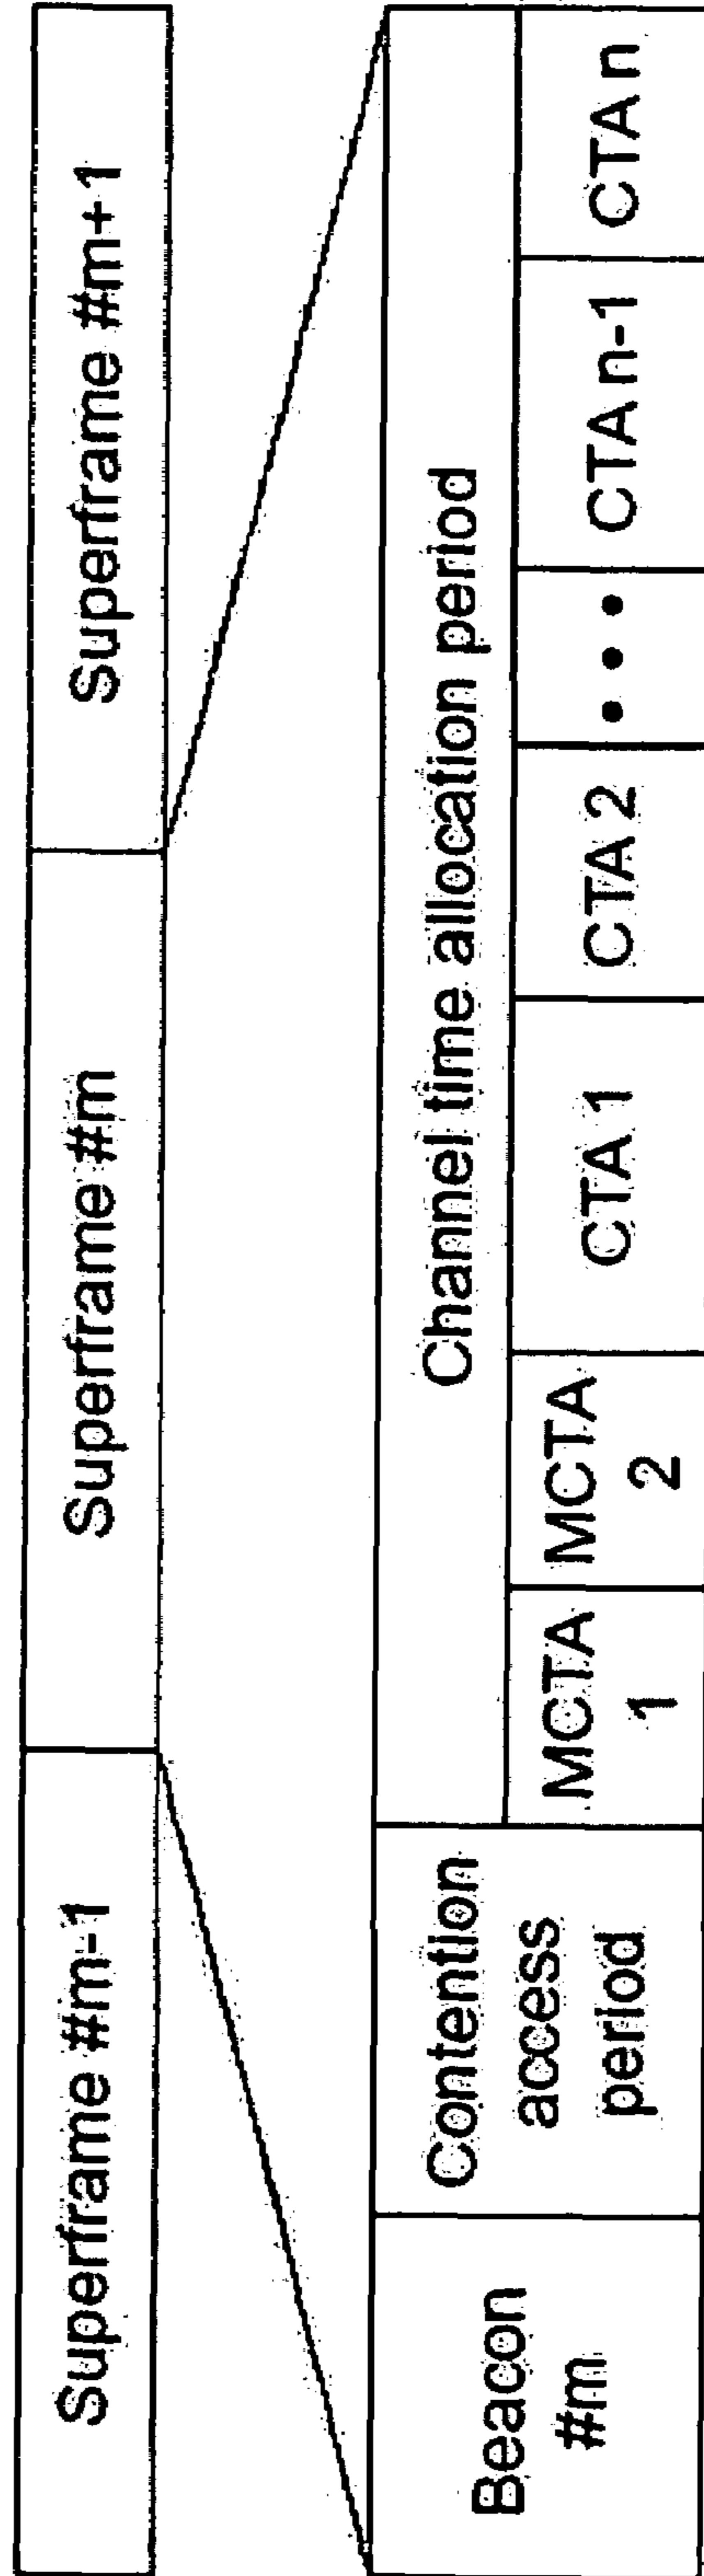 Superframe #m-1
Superframe #m
Superframe #m+1
Beacon
#m
Contention
access
period
Channel time allocation period
MCTA
1
MCTA
2
CTA 1
CTA 2
•••
CTA n-1
CTA n